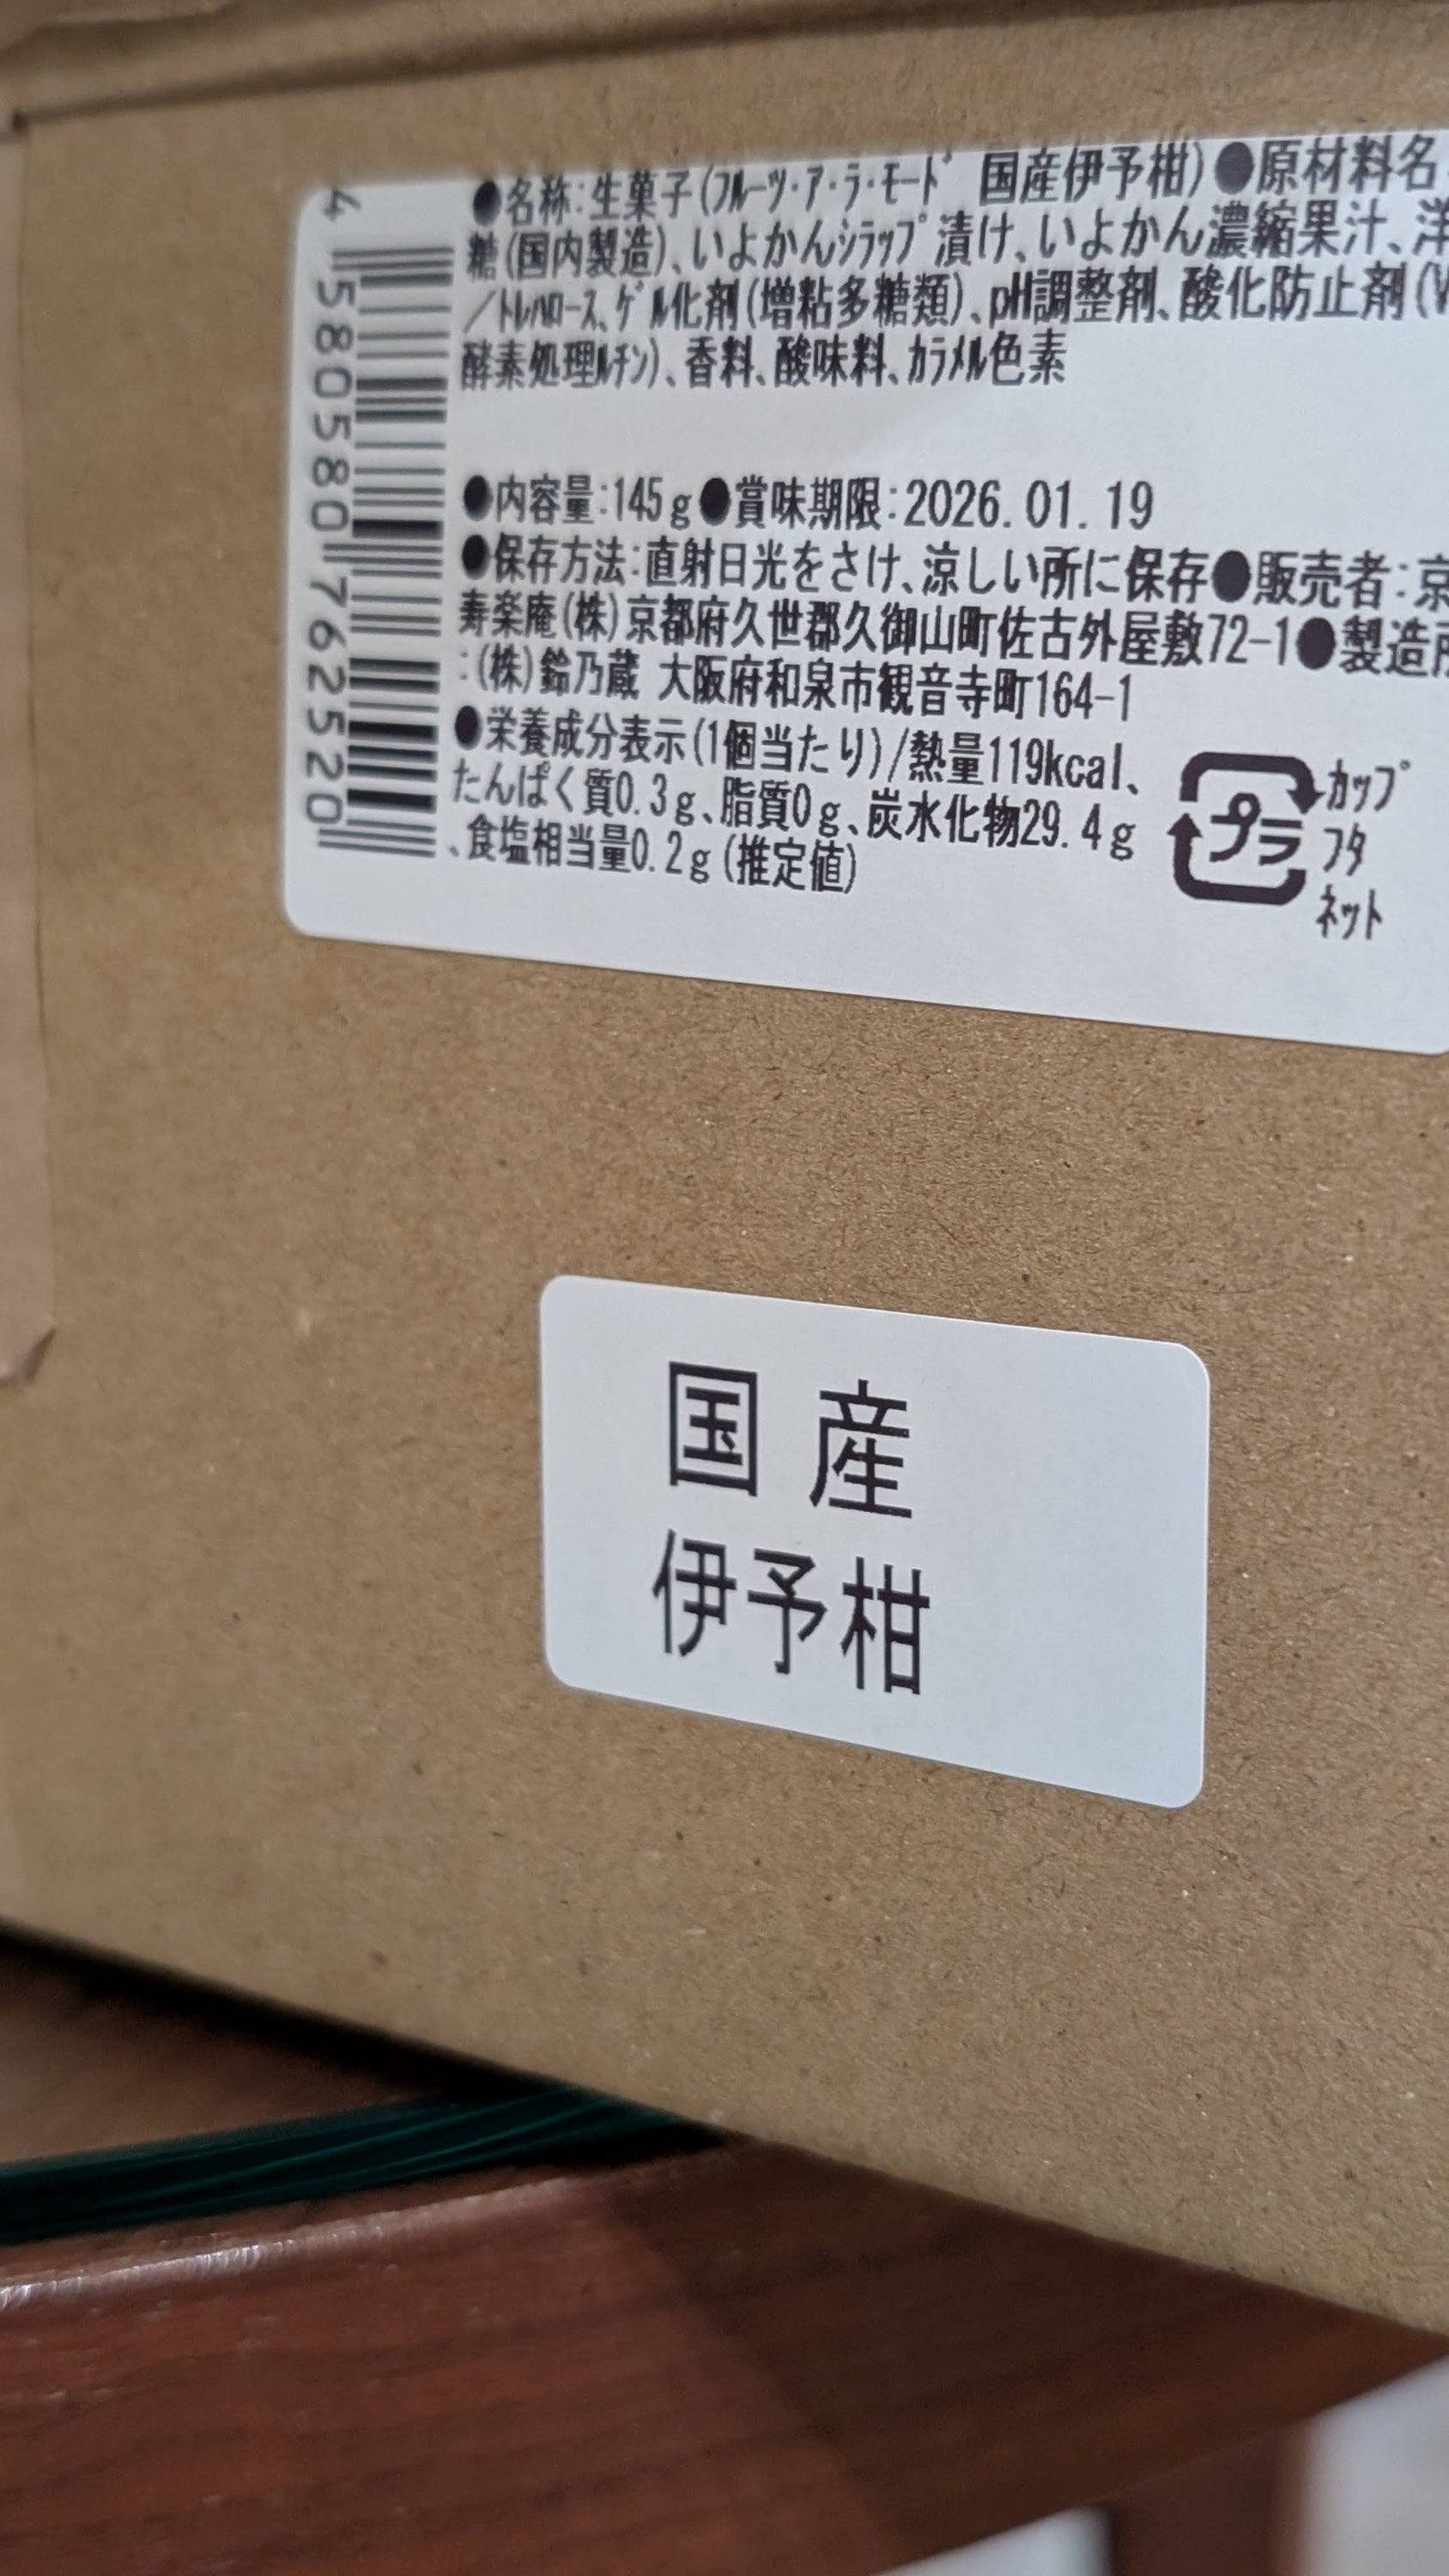 ●名称:生菓子(フルーツ・ア・ラ・モード 国産伊予柑)●原材料名
糖(国内製造)、いよかんシラップ漬け、いよかん濃縮果汁、洋
/トレハロース、ゲル化剤(増粘多糖類)、pH調整剤、酸化防止剤(V
酵素処理ルチン)、香料、酸味料、カラメル色素
●内容量:145g●賞味期限:2026.01.19
●保存方法:直射日光をさけ、涼しい所に保存●販売者:京
寿楽庵(株)京都府久世郡久御山町佐古外屋敷72-1●製造所
:(株)鈴乃蔵 大阪府和泉市観音寺町164-1
●栄養成分表示(1個当たり)/熱量119kcal、
たんぱく質0.3g、脂質0g、炭水化物29.4g
、食塩相当量0.2g(推定値)
プラ
カップ
フタ
ネット
4 580580 762520
国産
伊予柑